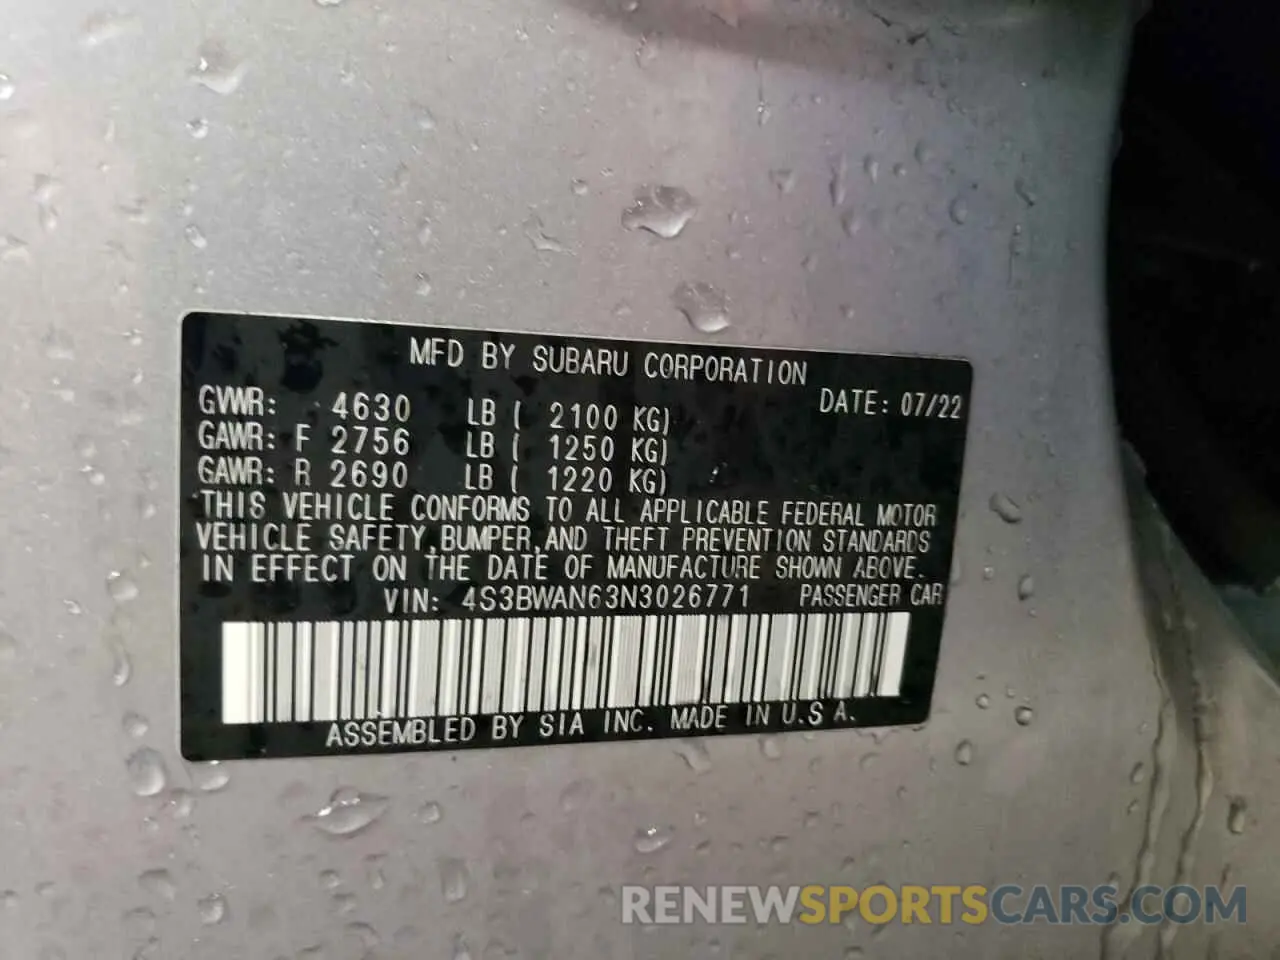 MFD BY SUBARU CORPORATION
DATE: 07/22
GVWR: 4630 LB ( 2100 KG)
GAWR: F 2756 LB ( 1250 KG)
GAWR: R 2690 LB ( 1220 KG)
THIS VEHICLE CONFORMS TO ALL APPLICABLE FEDERAL MOTOR
VEHICLE SAFETY,BUMPER,AND THEFT PREVENTION STANDARDS
IN EFFECT ON THE DATE OF MANUFACTURE SHOWN ABOVE.
VIN: 4S3BWAN63N3026771 PASSENGER CAR
ASSEMBLED BY SIA INC. MADE IN U.S A.
RENEWSPORTSCARS.COM